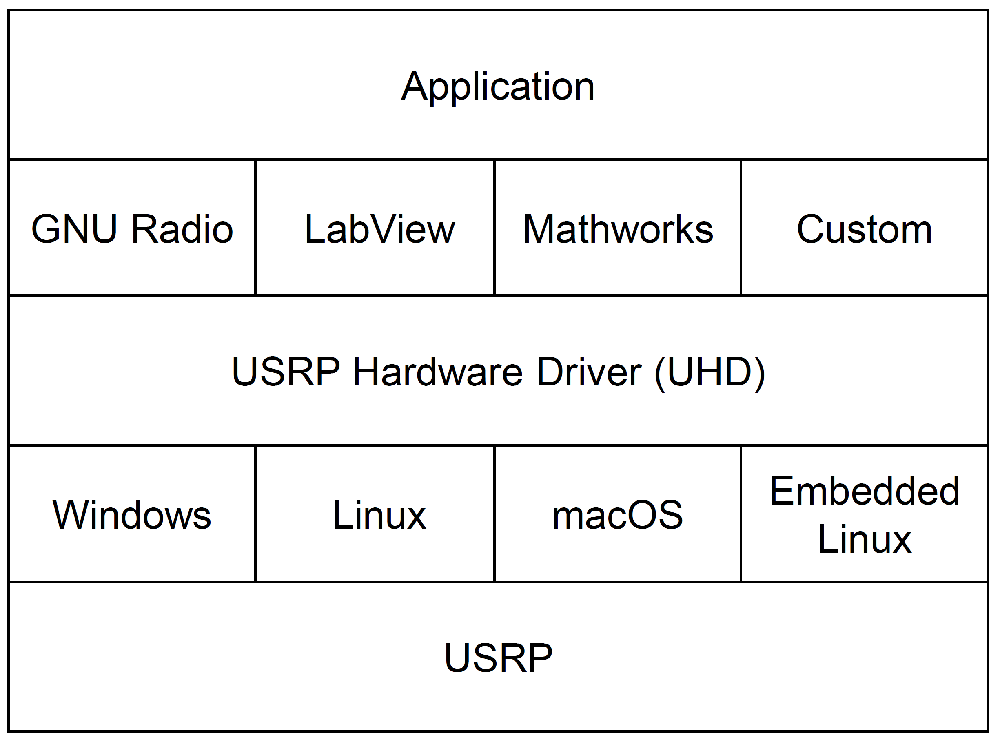 Application
GNU Radio
LabView
Mathworks
Custom
USRP Hardware Driver (UHD)
Windows
Linux
macOS
Embedded
Linux
USRP